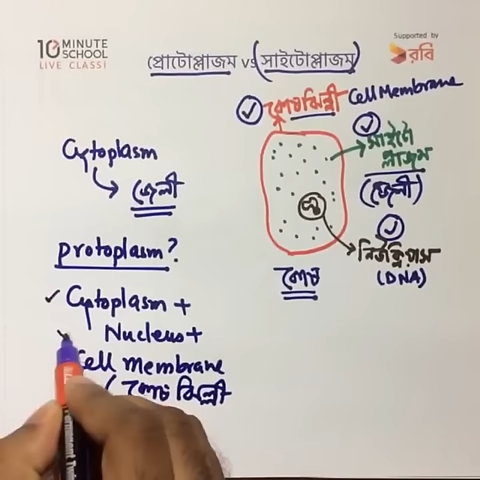 10 MINUTE
SCHOOL
LIVE CLASS!
Supported by
রবি
প্রোটোপ্লাজম vs সাইটোপ্লাজম
কোষঝিল্লী Cell Membrane
Cytoplasm
জেলী
সাইটো
প্লাজম
(জেলী)
protoplasm?
নিউক্লিয়াস
(DNA)
কোষ
Cytoplasm +
Nucleus +
Cell membrane
(কোষ ঝিল্লী